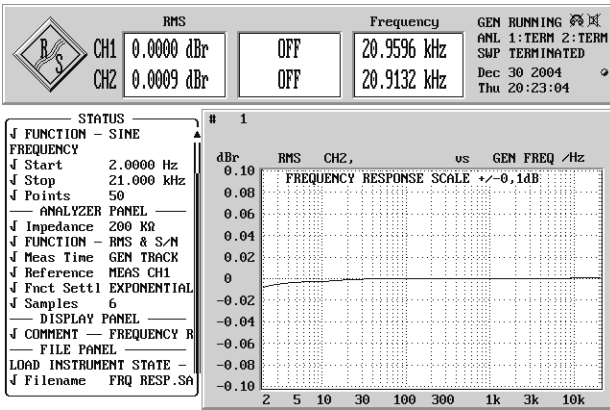 RMS Frequency
R S
CH1 0.0000 dBr OFF 20.9596 kHz
CH2 0.0009 dBr OFF 20.9132 kHz
GEN RUNNING
ANL 1:TERM 2:TERM
SWP TERMINATED
Dec 30 2004
Thu 20:23:04
STATUS
√ FUNCTION – SINE
FREQUENCY
√ Start 2.0000 Hz
√ Stop 21.000 kHz
√ Points 50
ANALYZER PANEL
√ Impedance 200 KΩ
√ FUNCTION – RMS & S/N
√ Meas Time GEN TRACK
√ Reference MEAS CH1
√ Fnct Settl EXPONENTIAL
√ Samples 6
DISPLAY PANEL
√ COMMENT — FREQUENCY R
FILE PANEL
LOAD INSTRUMENT STATE –
√ Filename FRQ RESP.SA
# 1
dBr RMS CH2, vs GEN FREQ /Hz
FREQUENCY RESPONSE SCALE +/-0,1dB
0.10
0.08
0.06
0.04
0.02
0
-0.02
-0.04
-0.06
-0.08
-0.10
2 5 10 30 100 300 1k 3k 10k